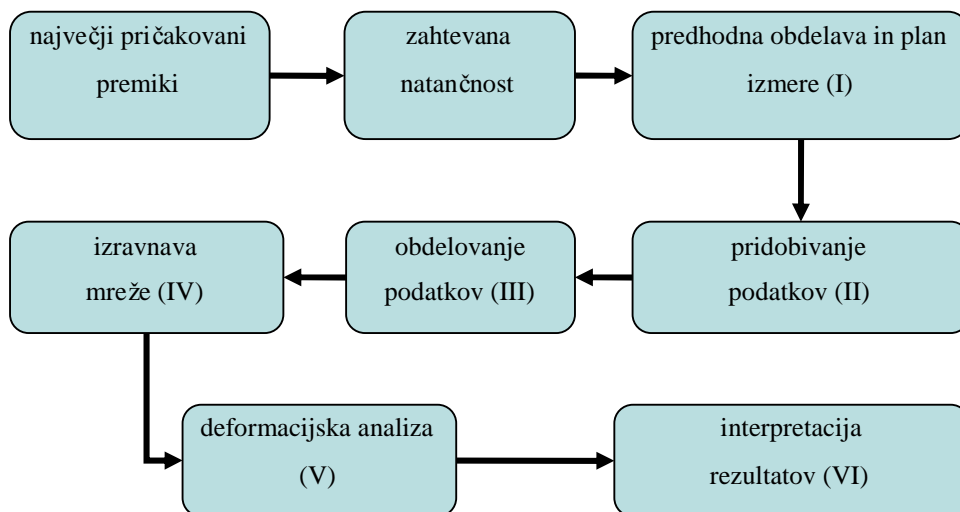 največji pričakovani
premiki
zahtevana
natančnost
predhodna obdelava in plan
izmere (I)
pridobivanje
podatkov (II)
obdelovanje
podatkov (III)
izravnava
mreže (IV)
deformacijska analiza
(V)
interpretacija
rezultatov (VI)